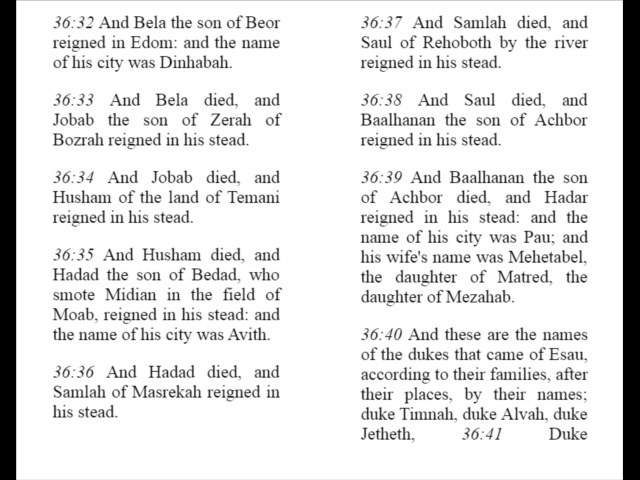 36:32 And Bela the son of Beor
reigned in Edom: and the name
of his city was Dinhabah.
36:33 And Bela died, and
Jobab the son of Zerah of
Bozrah reigned in his stead.
36:34 And Jobab died, and
Husham of the land of Temani
reigned in his stead.
36:35 And Husham died, and
Hadad the son of Bedad, who
smote Midian in the field of
Moab, reigned in his stead: and
the name of his city was Avith.
36:36 And Hadad died, and
Samlah of Masrekah reigned in
his stead.
36:37 And Samlah died, and
Saul of Rehoboth by the river
reigned in his stead.
36:38 And Saul died, and
Baalhanan the son of Achbor
reigned in his stead.
36:39 And Baalhanan the son
of Achbor died, and Hadar
reigned in his stead: and the
name of his city was Pau; and
his wife's name was Mehetabel,
the daughter of Matred, the
daughter of Mezahab.
36:40 And these are the names
of the dukes that came of Esau,
according to their families, after
their places, by their names;
duke Timnah, duke Alvah, duke
Jetheth, 36:41 Duke